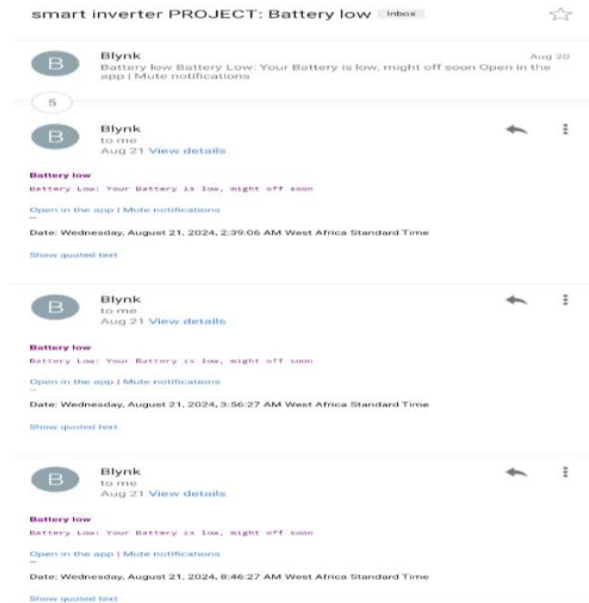 smart inverter PROJECT: Battery low Inbox
B
Blynk
Aug 20
Battery low Battery Low: Your Battery is low, might off soon Open in the
app | Mute notifications
5
B
Blynk
to me
Aug 21 View details
Battery low
Battery Low: Your Battery is low, might off soon
Open in the app | Mute notifications
Date: Wednesday, August 21, 2024, 2:39:06 AM West Africa Standard Time
Show quoted text
B
Blynk
to me
Aug 21 View details
Battery low
Battery Low: Your Battery is low, might off soon
Open in the app | Mute notifications
Date: Wednesday, August 21, 2024, 3:56:27 AM West Africa Standard Time
Show quoted text
B
Blynk
to me
Aug 21 View details
Battery low
Battery Low: Your Battery is low, might off soon
Open in the app | Mute notifications
Date: Wednesday, August 21, 2024, 8:46:27 AM West Africa Standard Time
Show quoted text